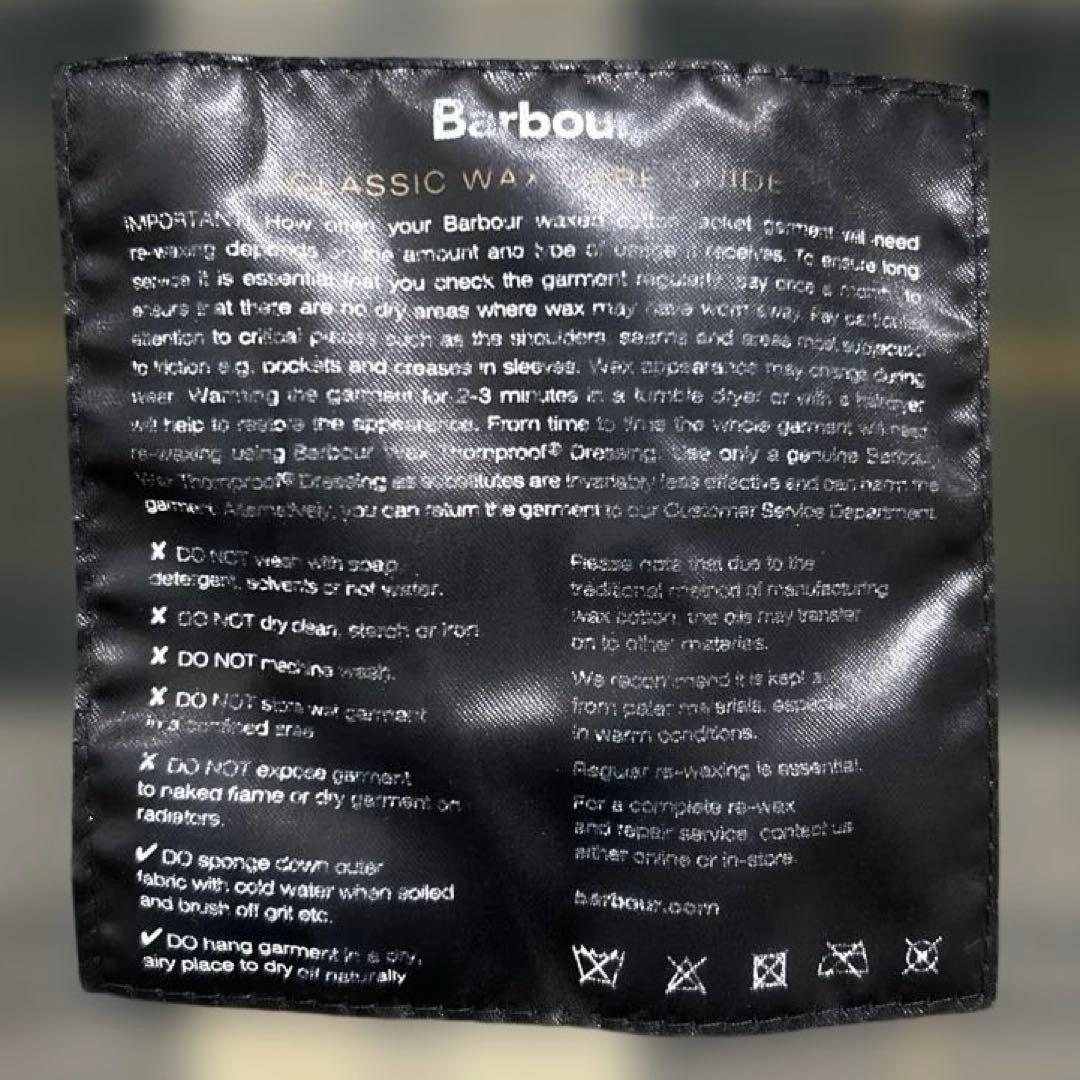 Barbour
CLASSIC WAX CARE GUIDE
IMPORTANT! How often your Barbour waxed cotton jacket garment will need
re-waxing depends on the amount and type of usage it receives. To ensure long
service it is essential that you check the garment regularly, say once a month, to
ensure that there are no dry areas where wax may have worn away. Pay particular
attention to critical places such as the shoulders, seams and areas most subjected
to friction e.g. pockets and creases in sleeves. Wax appearance may change during
wear. Warming the garment for 2-3 minutes in a tumble dryer or with a hairdryer
will help to restore the appearance. From time to time the whole garment will need
re-waxing using Barbour Wax Thornproof® Dressing. Use only a genuine Barbour
Wax Thornproof® Dressing as substitutes are invariably less effective and can harm the
garment. Alternatively, you can return the garment to our Customer Service Department.
✘ DO NOT wash with soap,
detergent, solvents or hot water.
✘ DO NOT dry clean, starch or iron
✘ DO NOT machine wash.
✘ DO NOT store wet garment
in a confined area
✘ DO NOT expose garment
to naked flame or dry garment on
radiators.
✔ DO sponge down outer
fabric with cold water when soiled
and brush off grit etc.
✔ DO hang garment in a dry,
airy place to dry off naturally
Please note that due to the
traditional method of manufacturing
wax cotton, the oils may transfer
on to other materials.
We recommend it is kept
from paler materials, especially
in warm conditions.
Regular re-waxing is essential.
For a complete re-wax
and repair service, contact us
either online or in-store.
barbour.com